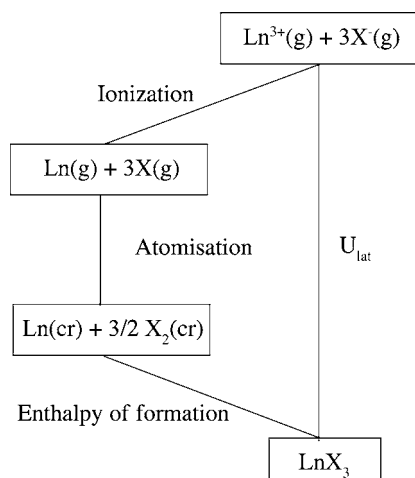 Ln³⁺(g) + 3X⁻(g)
Ionization
Ln(g) + 3X(g)
Atomisation
U_lat
Ln(cr) + 3/2 X₂(cr)
Enthalpy of formation
LnX₃